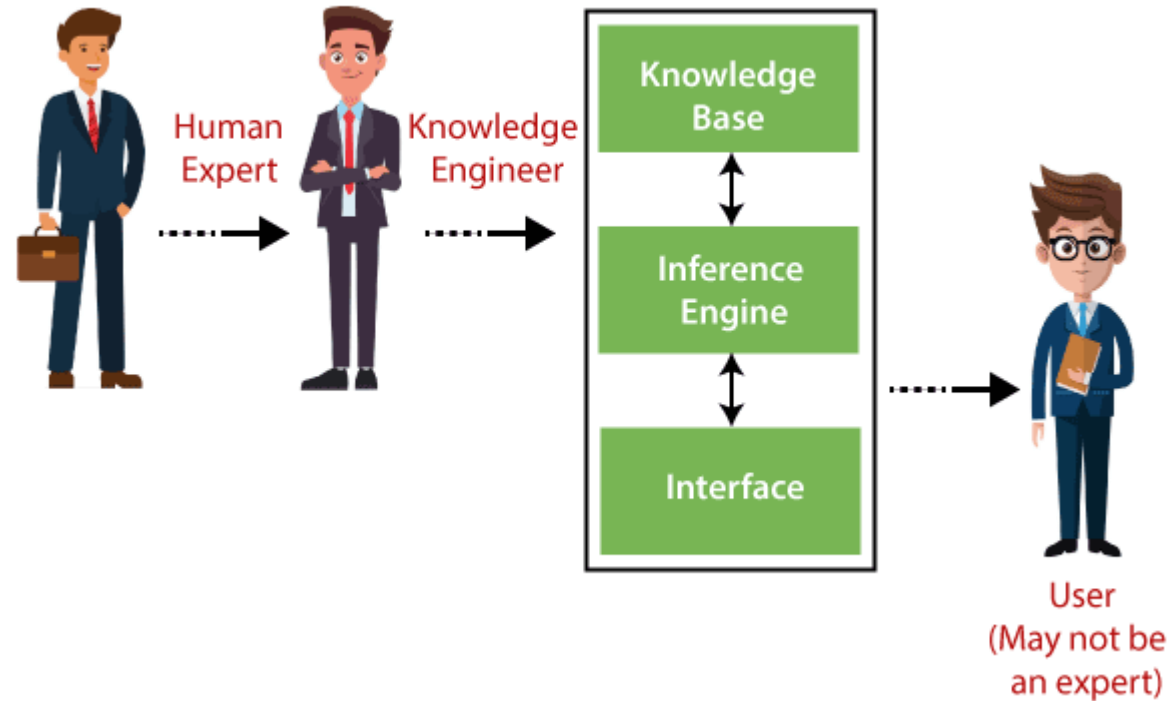 Human
Expert
Knowledge
Engineer
Knowledge
Base
Inference
Engine
Interface
User
(May not be
an expert)